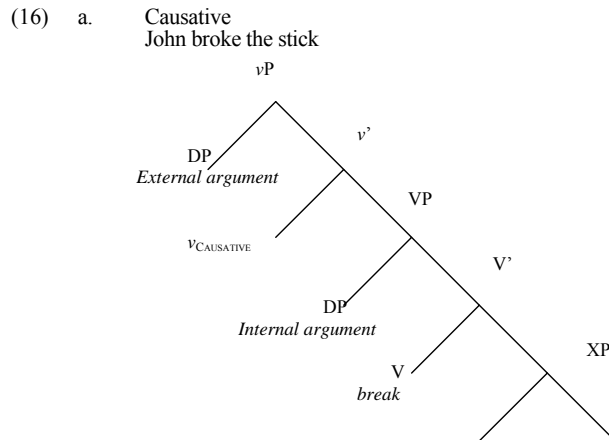 (16) a. Causative
John broke the stick
vP
v’
DP
External argument
VP
vCAUSATIVE
V’
DP
Internal argument
XP
V
break